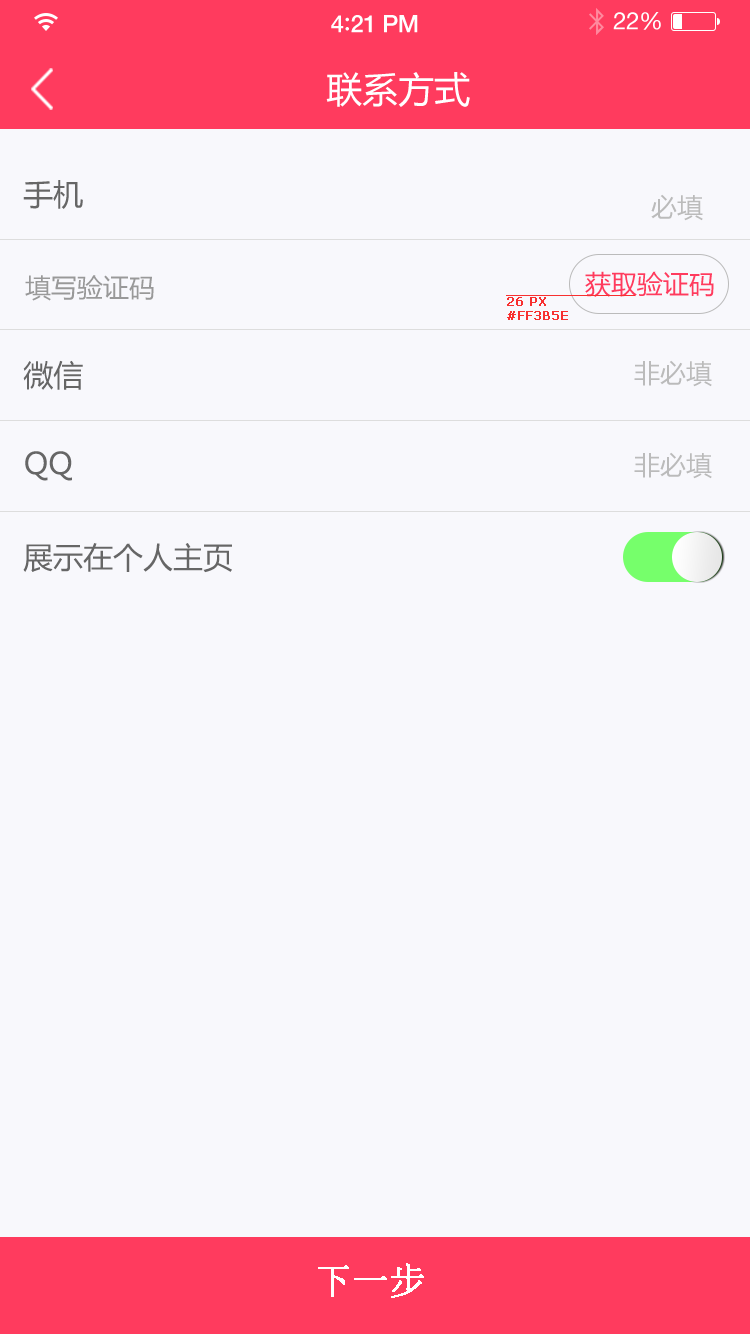 4:21 PM
22%
联系方式
手机
必填
填写验证码
获取验证码
26 PX
#FF3B5E
微信
非必填
QQ
非必填
展示在个人主页
下一步